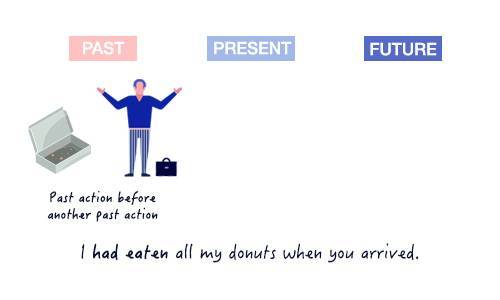 PAST PRESENT FUTURE
Past action before
another past action
I had eaten all my donuts when you arrived.